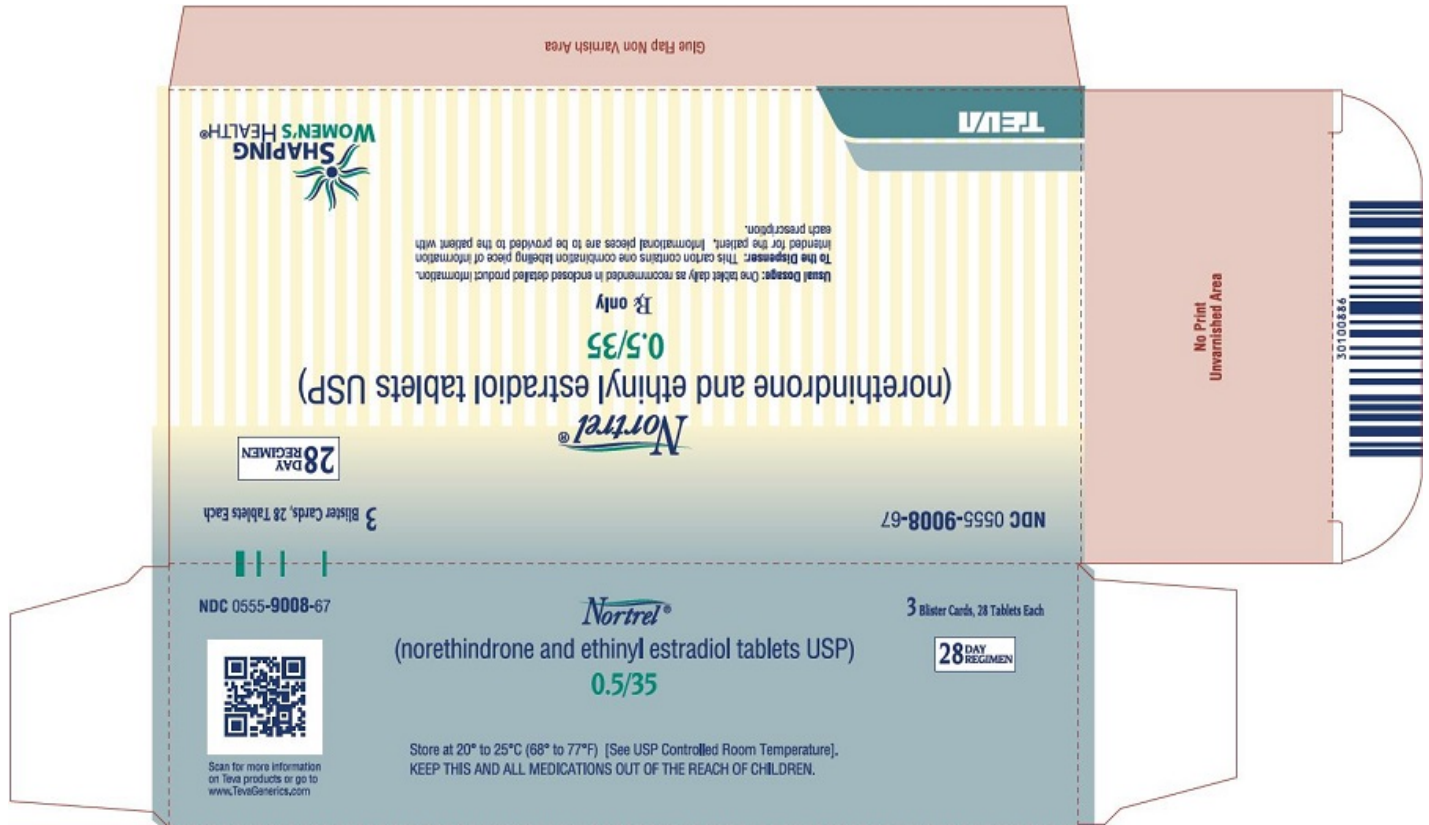 Glue Flap Non Varnish Area
TEVA
SHAPING
WOMEN'S HEALTH®
Usual Dosage: One tablet daily as recommended in enclosed detailed product information.
To the Dispenser: This carton contains one combination labeling piece of information
intended for the patient. Informational pieces are to be provided to the patient with
each prescription.
℞ only
0.5/35
(norethindrone and ethinyl estradiol tablets USP)
Nortrel®
28 DAY REGIMEN
3 Blister Cards, 28 Tablets Each
NDC 0555-9008-67
No Print
Unvarnished Area
30100886
NDC 0555-9008-67
Nortrel®
(norethindrone and ethinyl estradiol tablets USP)
0.5/35
3 Blister Cards, 28 Tablets Each
28 DAY REGIMEN
Store at 20° to 25°C (68° to 77°F) [See USP Controlled Room Temperature].
KEEP THIS AND ALL MEDICATIONS OUT OF THE REACH OF CHILDREN.
Scan for more information
on Teva products or go to
www.TevaGenerics.com